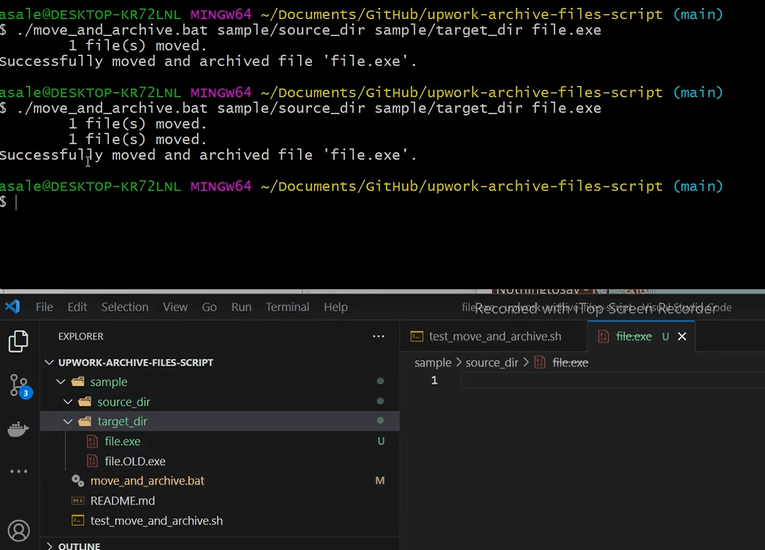 asale@DESKTOP-KR72LNL MINGW64 ~/Documents/GitHub/upwork-archive-files-script (main)
$ ./move_and_archive.bat sample/source_dir sample/target_dir file.exe
1 file(s) moved.
Successfully moved and archived file 'file.exe'.
asale@DESKTOP-KR72LNL MINGW64 ~/Documents/GitHub/upwork-archive-files-script (main)
$ ./move_and_archive.bat sample/source_dir sample/target_dir file.exe
1 file(s) moved.
1 file(s) moved.
Successfully moved and archived file 'file.exe'.
asale@DESKTOP-KR72LNL MINGW64 ~/Documents/GitHub/upwork-archive-files-script (main)
$
File Edit Selection View Go Run Terminal Help
Recorded with iTop Screen Recorder
EXPLORER ···
test_move_and_archive.sh file.exe U
UPWORK-ARCHIVE-FILES-SCRIPT
sample > source_dir > file.exe
sample
1
source_dir
3
target_dir
file.exe U
file.OLD.exe
move_and_archive.bat M
README.md
test_move_and_archive.sh
OUTLINE